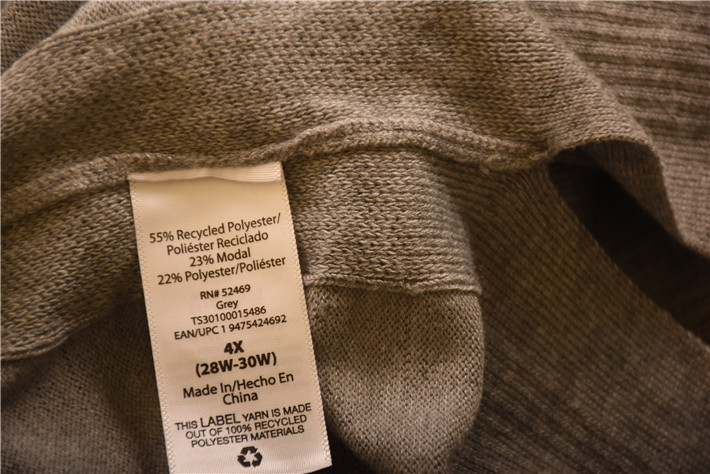 55% Recycled Polyester/
Poliéster Reciclado
23% Modal
22% Polyester/Poliéster
RN# 52469
Grey
TS30100015486
EAN/UPC 1 9475424692
4X
(28W-30W)
Made In/Hecho En
China
THIS LABEL YARN IS MADE
OUT OF 100% RECYCLED
POLYESTER MATERIALS